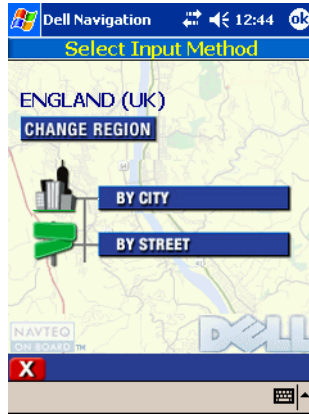 Dell Navigation 12:44 ok
Select Input Method
ENGLAND (UK)
CHANGE REGION
BY CITY
BY STREET
NAVTEQ
ON BOARD TM
DELL
X